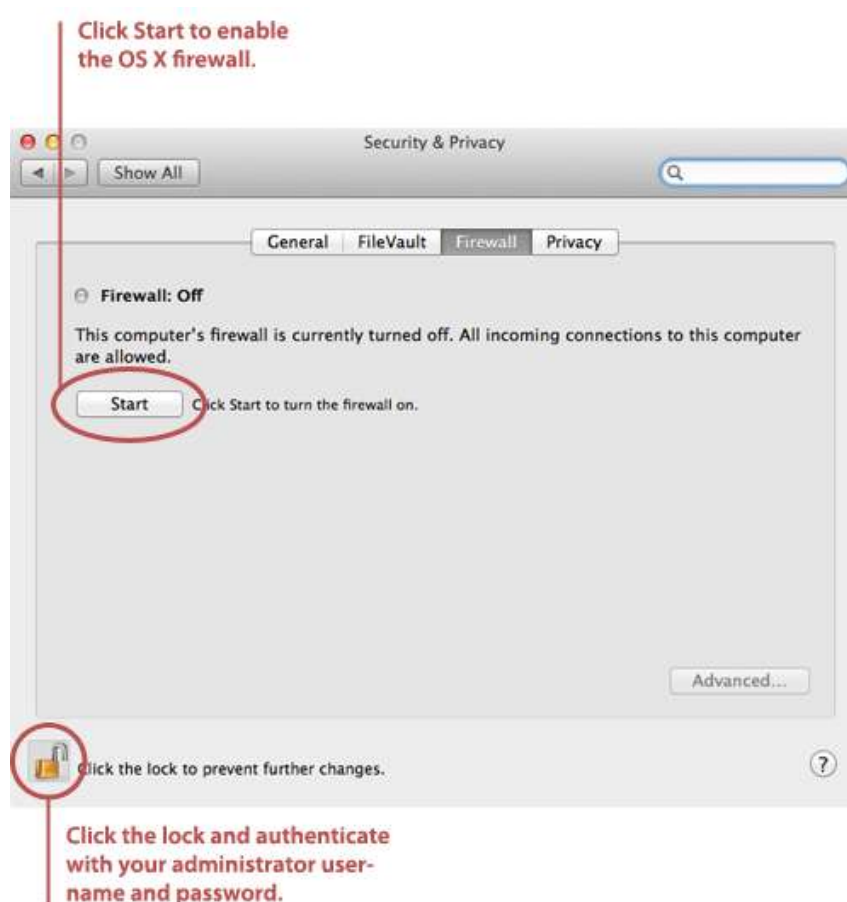 Click Start to enable
the OS X firewall.
Security & Privacy
Show All
General FileVault Firewall Privacy
Firewall: Off
This computer's firewall is currently turned off. All incoming connections to this computer
are allowed.
Start Click Start to turn the firewall on.
Advanced...
Click the lock to prevent further changes.
?
Click the lock and authenticate
with your administrator user-
name and password.